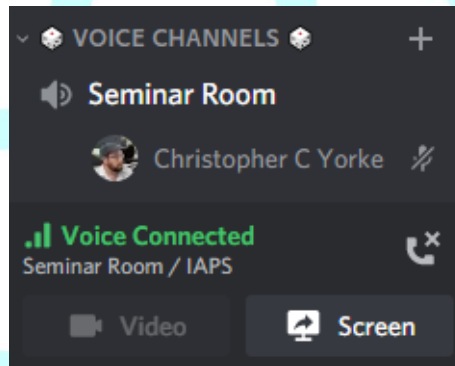 VOICE CHANNELS
Seminar Room
Christopher C Yorke
Voice Connected
Seminar Room / IAPS
Video
Screen